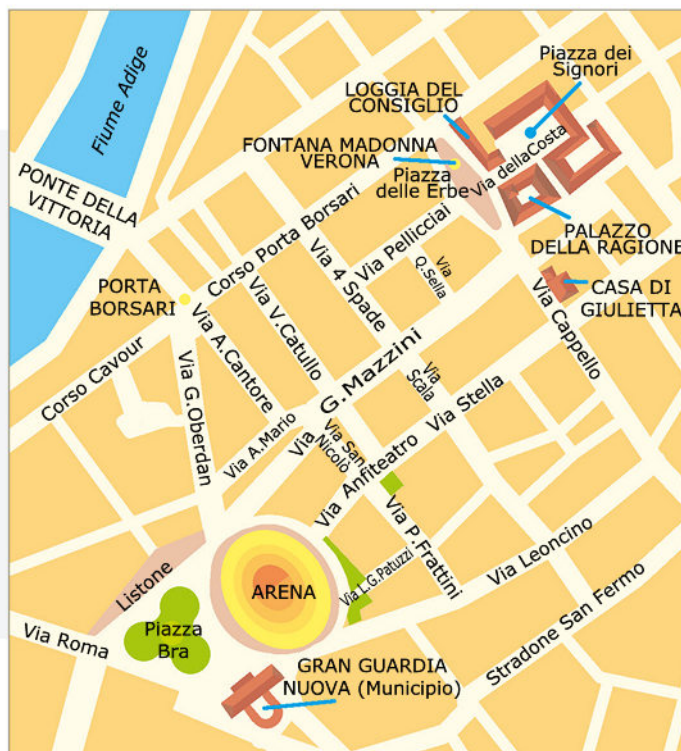 Fiume Adige
Piazza dei
Signori
LOGGIA DEL
CONSIGLIO
FONTANA MADONNA
VERONA
Piazza
delle Erbe
Via dellaCosta
PONTE DELLA
VITTORIA
PALAZZO
DELLA RAGIONE
PORTA
BORSARI
Corso Porta Borsari
Via Pellicciai
Via
Q.Sella
CASA DI
GIULIETTA
Via 4 Spade
Via V.Catullo
Via A.Cantore
Via Cappello
Corso Cavour
Via G.Oberdan
Via G.Mazzini
Via
Scala
Via Stella
Via A.Mario
Via San
Nicolò
Via Anfiteatro
Via P.Frattini
Via Leoncino
Via L.G.Patuzzi
Stradone San Fermo
Listone
ARENA
Piazza
Bra
Via Roma
GRAN GUARDIA
NUOVA (Municipio)